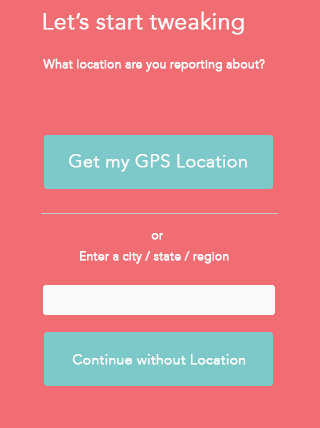 Let's start tweaking
What location are you reporting about?
Get my GPS Location
or
Enter a city / state / region
Continue without Location